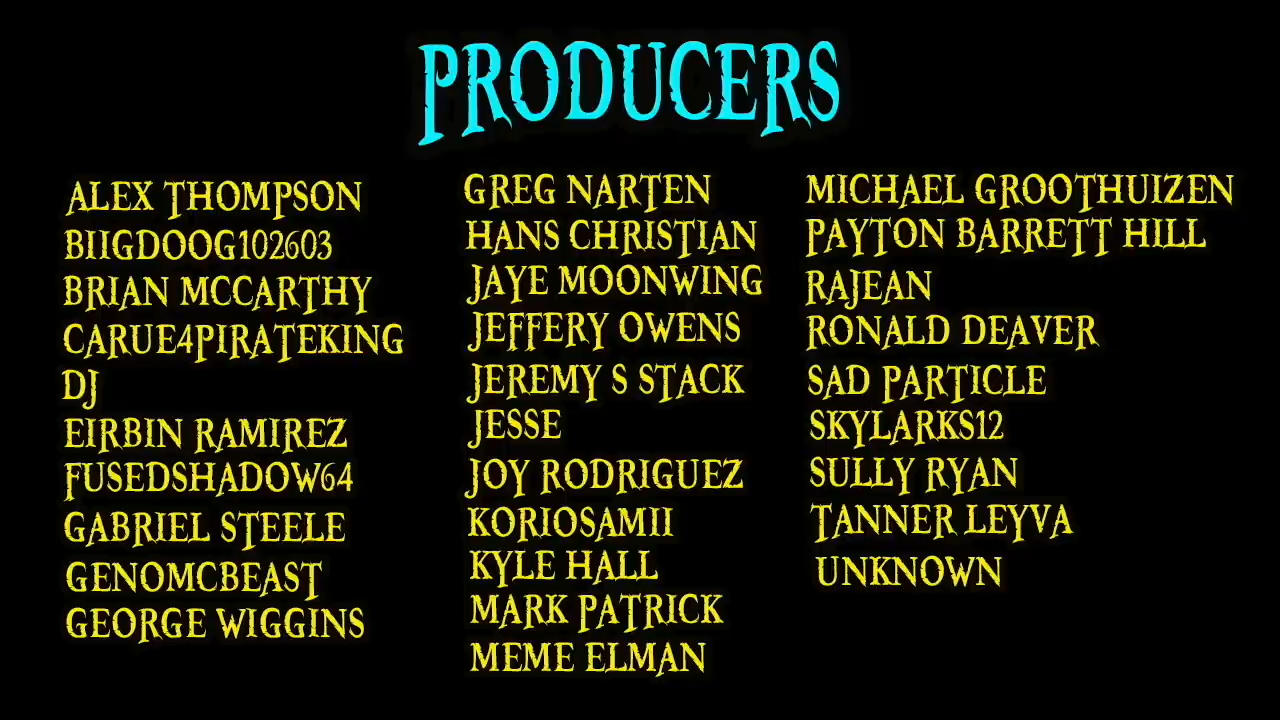 PRODUCERS
ALEX THOMPSON
BIIGDOOG102603
BRIAN MCCARTHY
CARUE4PIRATEKING
DJ
EIRBIN RAMIREZ
FUSEDSHADOW64
GABRIEL STEELE
GENOMCBEAST
GEORGE WIGGINS
GREG NARTEN
HANS CHRISTIAN
JAYE MOONWING
JEFFERY OWENS
JEREMY S STACK
JESSE
JOY RODRIGUEZ
KORIOSAMII
KYLE HALL
MARK PATRICK
MEME ELMAN
MICHAEL GROOTHUIZEN
PAYTON BARRETT HILL
RAJEAN
RONALD DEAVER
SAD PARTICLE
SKYLARKS12
SULLY RYAN
TANNER LEYVA
UNKNOWN